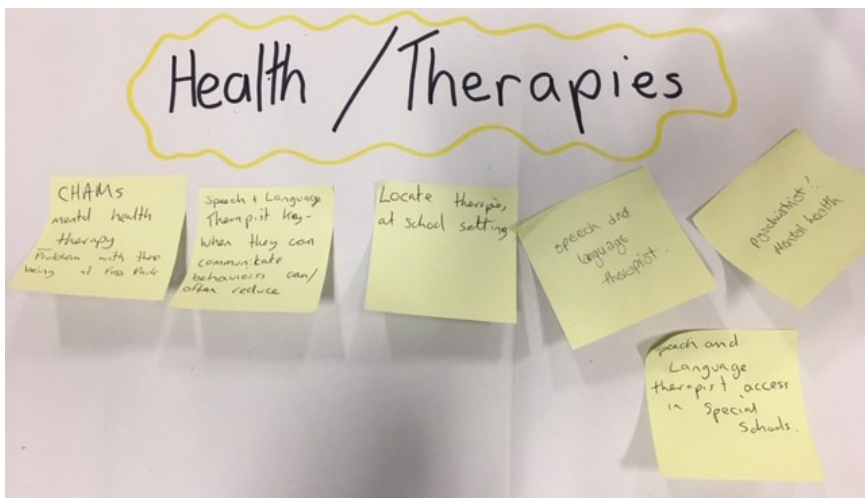 Health / Therapies
CHAMs
mental health
therapy
Problem with
being at Park
Speech + Language
Therapist key-
when they can
communicate
behaviours can/
often reduce
Locate therapies
at school setting
Speech and
language
therapist.
Mental health
Speech and
Language
therapist access
in Special
Schools.